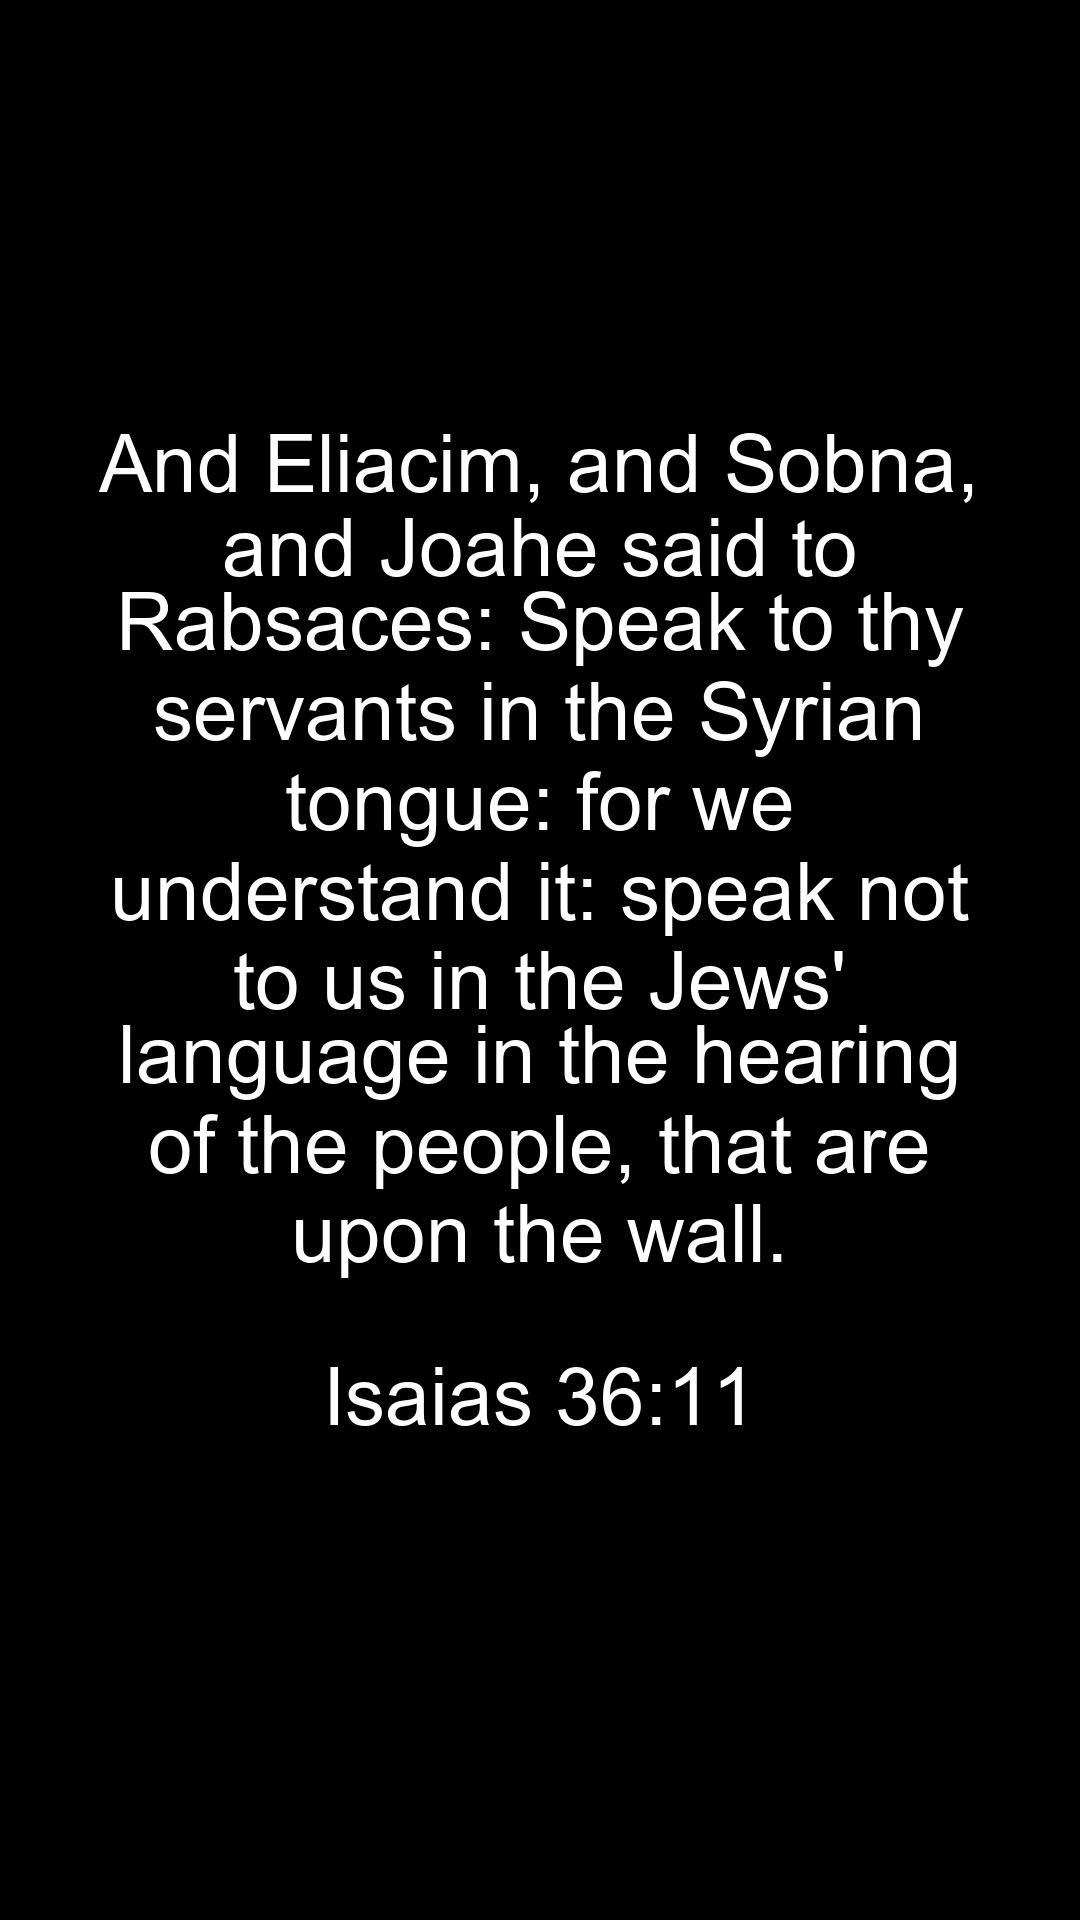 And Eliacim, and Sobna,
and Joahe said to
Rabsaces: Speak to thy
servants in the Syrian
tongue: for we
understand it: speak not
to us in the Jews'
language in the hearing
of the people, that are
upon the wall.
Isaias 36:11